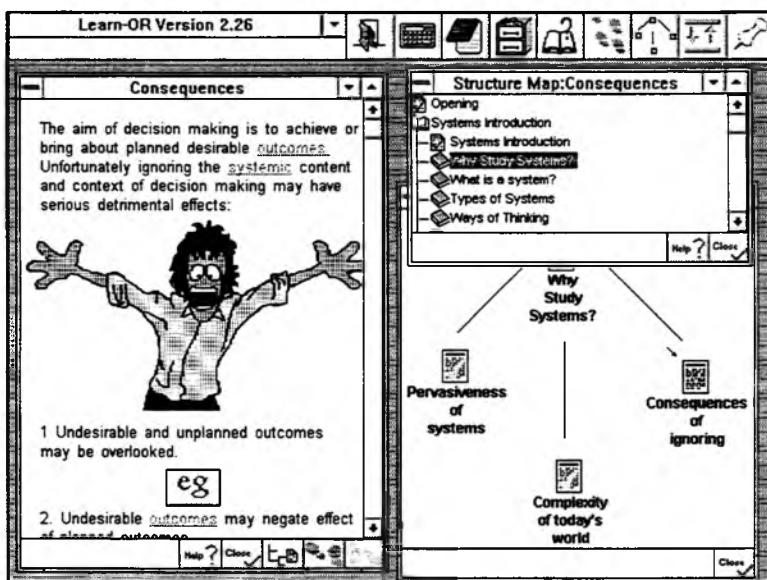 Learn-OR Version 2.26
Consequences
The aim of decision making is to achieve or
bring about planned desirable outcomes.
Unfortunately ignoring the systemic content
and context of decision making may have
serious detrimental effects:
1 Undesirable and unplanned outcomes
may be overlooked.
eg
2. Undesirable outcomes may negate effect
of planned outcomes
Help ?
Close
Structure Map:Consequences
Opening
Systems Introduction
Systems Introduction
Why Study Systems?
What is a system?
Types of Systems
Ways of Thinking
Help ?
Close
Why
Study
Systems?
Pervasiveness
of
systems
Complexity
of today's
world
Consequences
of
ignoring
Close